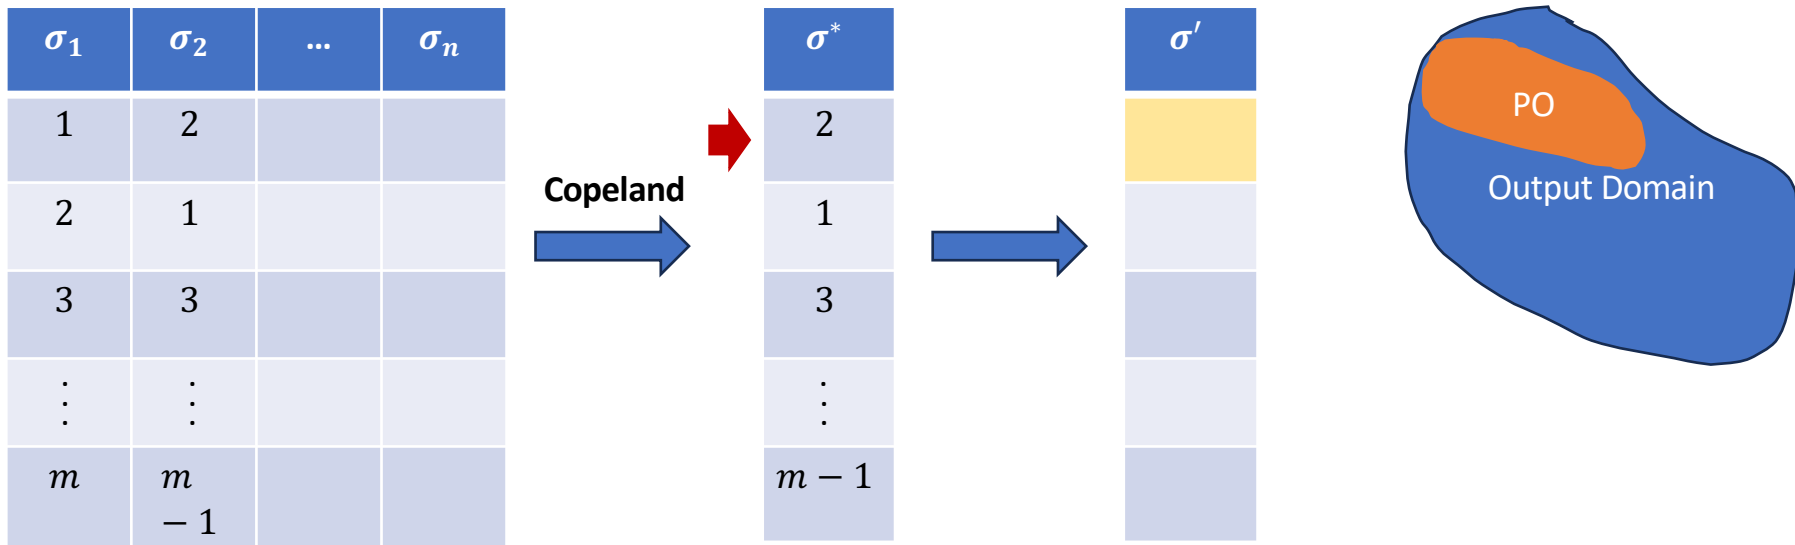 σ₁ σ₂ ... σₙ
1 2
2 1
3 3
⋮ ⋮
m m
− 1
Copeland
σ*
2
1
3
⋮
m − 1
σ′
PO
Output Domain